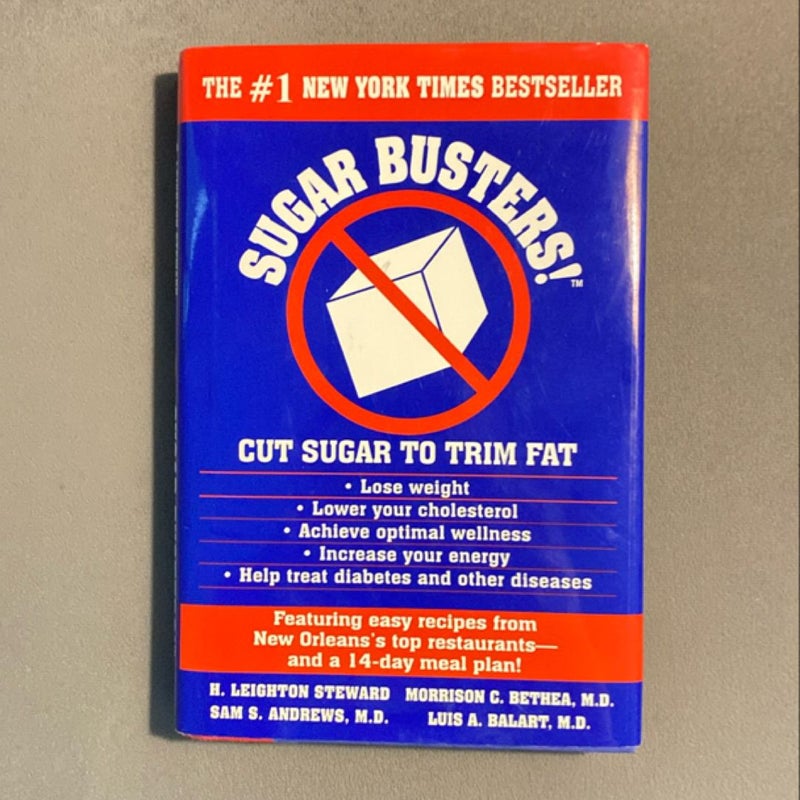 THE #1 NEW YORK TIMES BESTSELLER
SUGAR BUSTERS!™
CUT SUGAR TO TRIM FAT
• Lose weight
• Lower your cholesterol
• Achieve optimal wellness
• Increase your energy
• Help treat diabetes and other diseases
Featuring easy recipes from
New Orleans's top restaurants—
and a 14-day meal plan!
H. LEIGHTON STEWARD MORRISON C. BETHEA, M.D.
SAM S. ANDREWS, M.D. LUIS A. BALART, M.D.